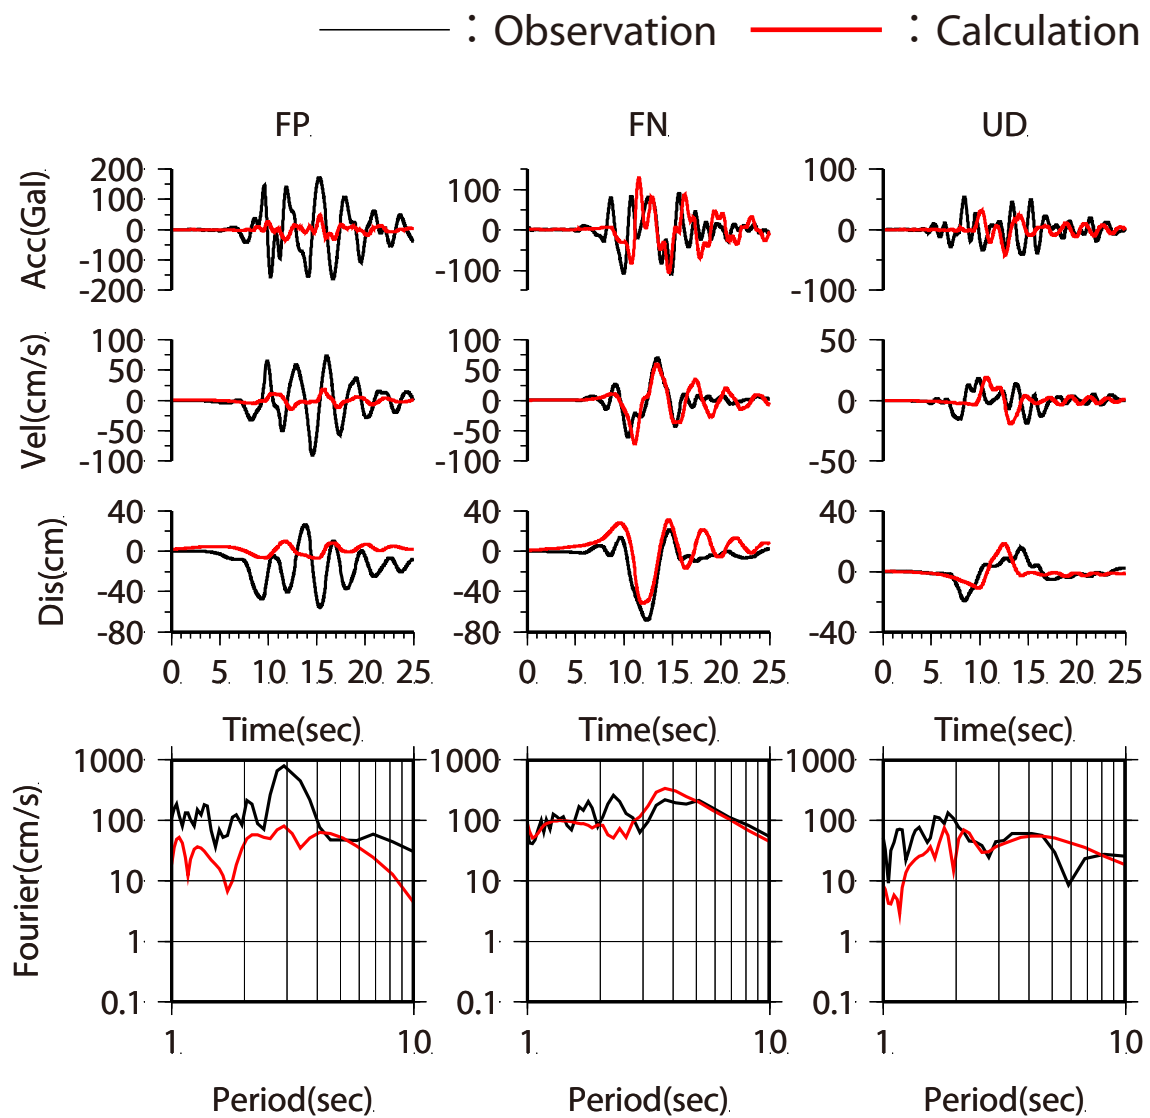 : Observation : Calculation
FP FN UD
Acc(Gal) 200 100 0 -100 -200 100 0 -100 100 0 -100
Vel(cm/s) 100 50 0 -50 -100 100 50 0 -50 -100 50 0 -50
Dis(cm) 40 0 -40 -80 40 0 -40 -80 40 0 -40
0 5 10 15 20 25 0 5 10 15 20 25 0 5 10 15 20 25
Time(sec) Time(sec) Time(sec)
Fourier(cm/s) 1000 100 10 1 0.1 1000 100 10 1 0.1 1000 100 10 1 0.1
1 10 1 10 1 10
Period(sec) Period(sec) Period(sec)